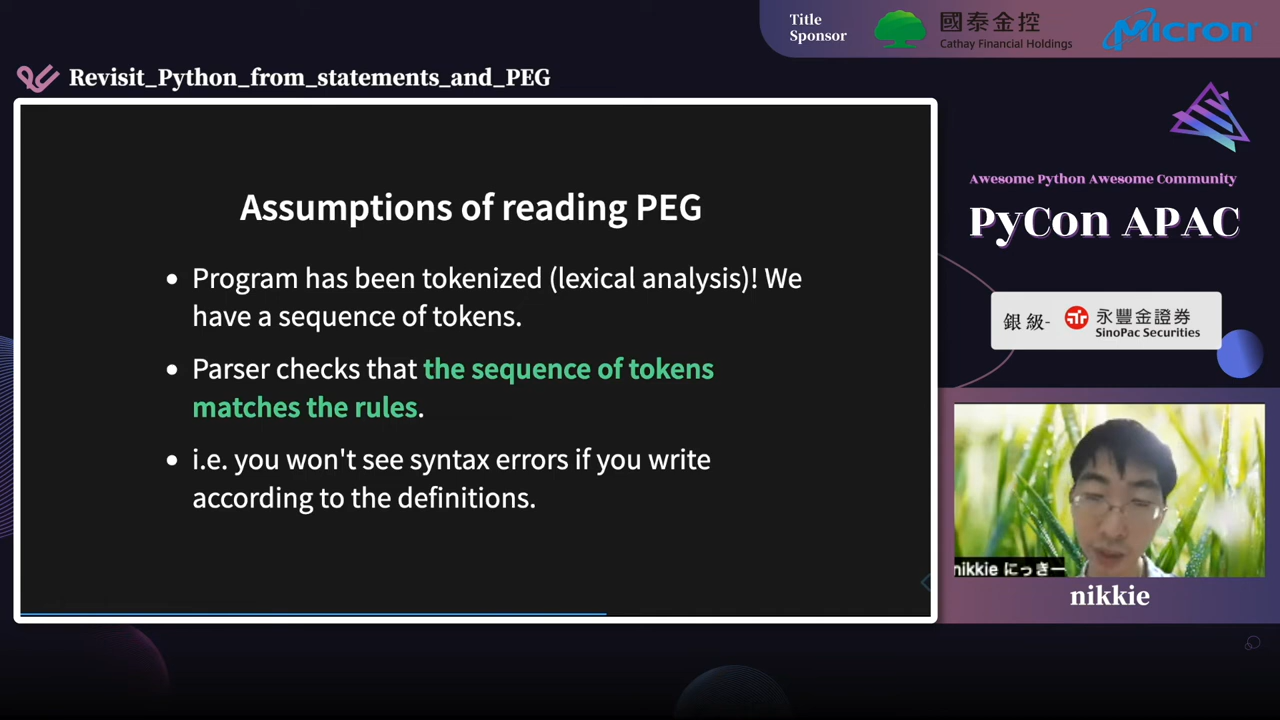 Title
Sponsor
國泰金控
Cathay Financial Holdings
Micron
Revisit_Python_from_statements_and_PEG
Assumptions of reading PEG
Program has been tokenized (lexical analysis)! We
have a sequence of tokens.
Parser checks that the sequence of tokens
matches the rules.
i.e. you won't see syntax errors if you write
according to the definitions.
Awesome Python Awesome Community
PyCon APAC
銀級-
永豐金證券
SinoPac Securities
nikkie にっきー
nikkie